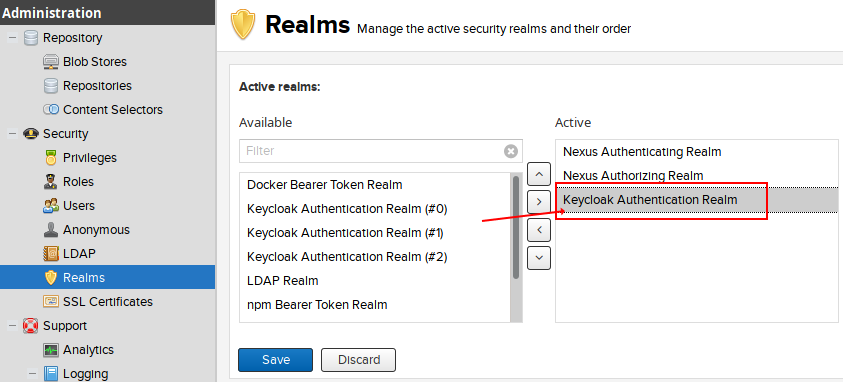 Administration
Repository
Blob Stores
Repositories
Content Selectors
Security
Privileges
Roles
Users
Anonymous
LDAP
Realms
SSL Certificates
Support
Analytics
Logging
Realms Manage the active security realms and their order
Active realms:
Available
Filter
Docker Bearer Token Realm
Keycloak Authentication Realm (#0)
Keycloak Authentication Realm (#1)
Keycloak Authentication Realm (#2)
LDAP Realm
npm Bearer Token Realm
Active
Nexus Authenticating Realm
Nexus Authorizing Realm
Keycloak Authentication Realm
Save
Discard